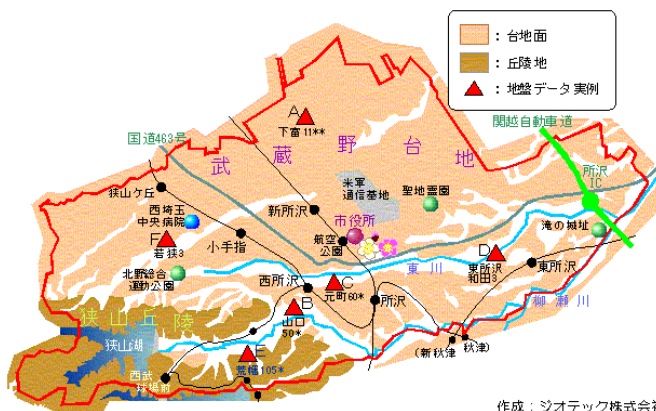 ：台地面
：丘陵地
：地盤データ実例
関越自動車道
国道463号
A
下富11**
武蔵野台地
所沢
IC
米軍
通信基地
聖地霊園
狭山ケ丘
西埼玉
中央病院
新所沢
市役所
滝の城址
F
若狭3
小手指
航空
公園
D
東川
東所沢
和田3
東所沢
北野総合
運動公園
西所沢
C
元町60*
所沢
柳瀬川
B
山口
50*
狭山丘陵
狭山湖
E
荒幡105*
(新秋津
秋津)
西武
球場前
作成：ジオテック株式会社